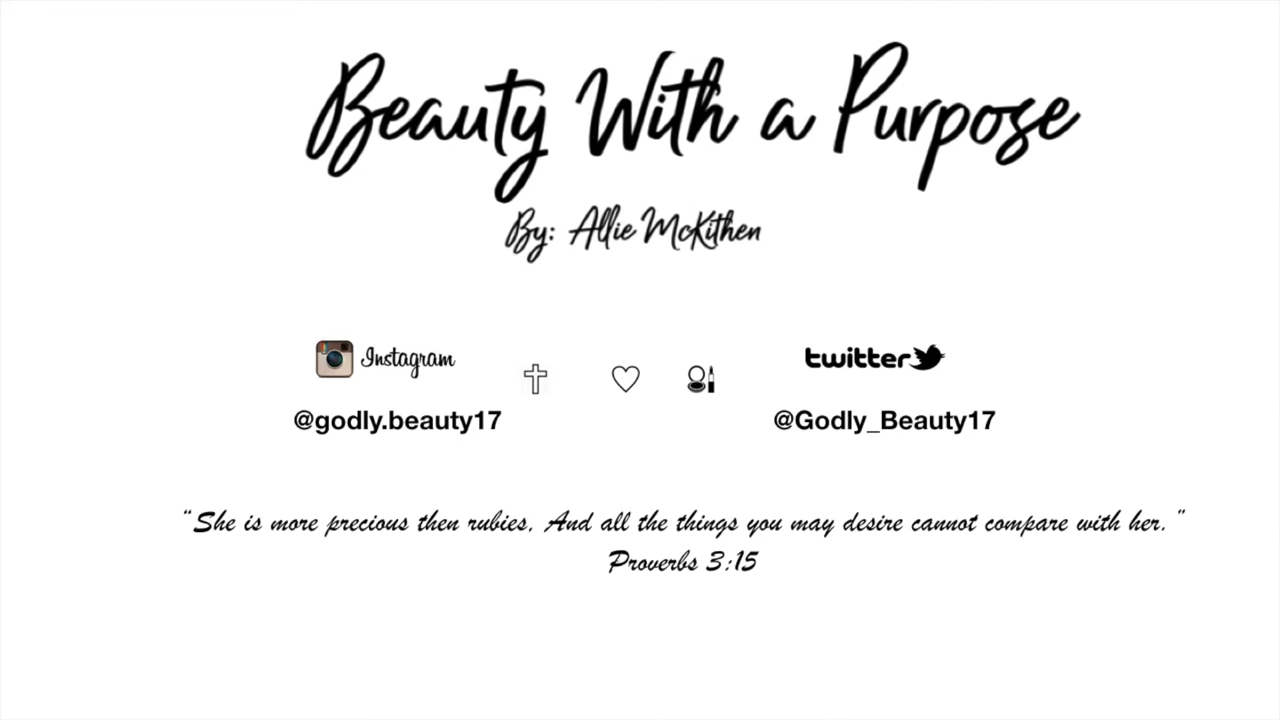 Beauty With a Purpose
By: Allie McKithen
Instagram
twitter
@godly.beauty17
@Godly_Beauty17
"She is more precious then rubies, And all the things you may desire cannot compare with her."
Proverbs 3:15